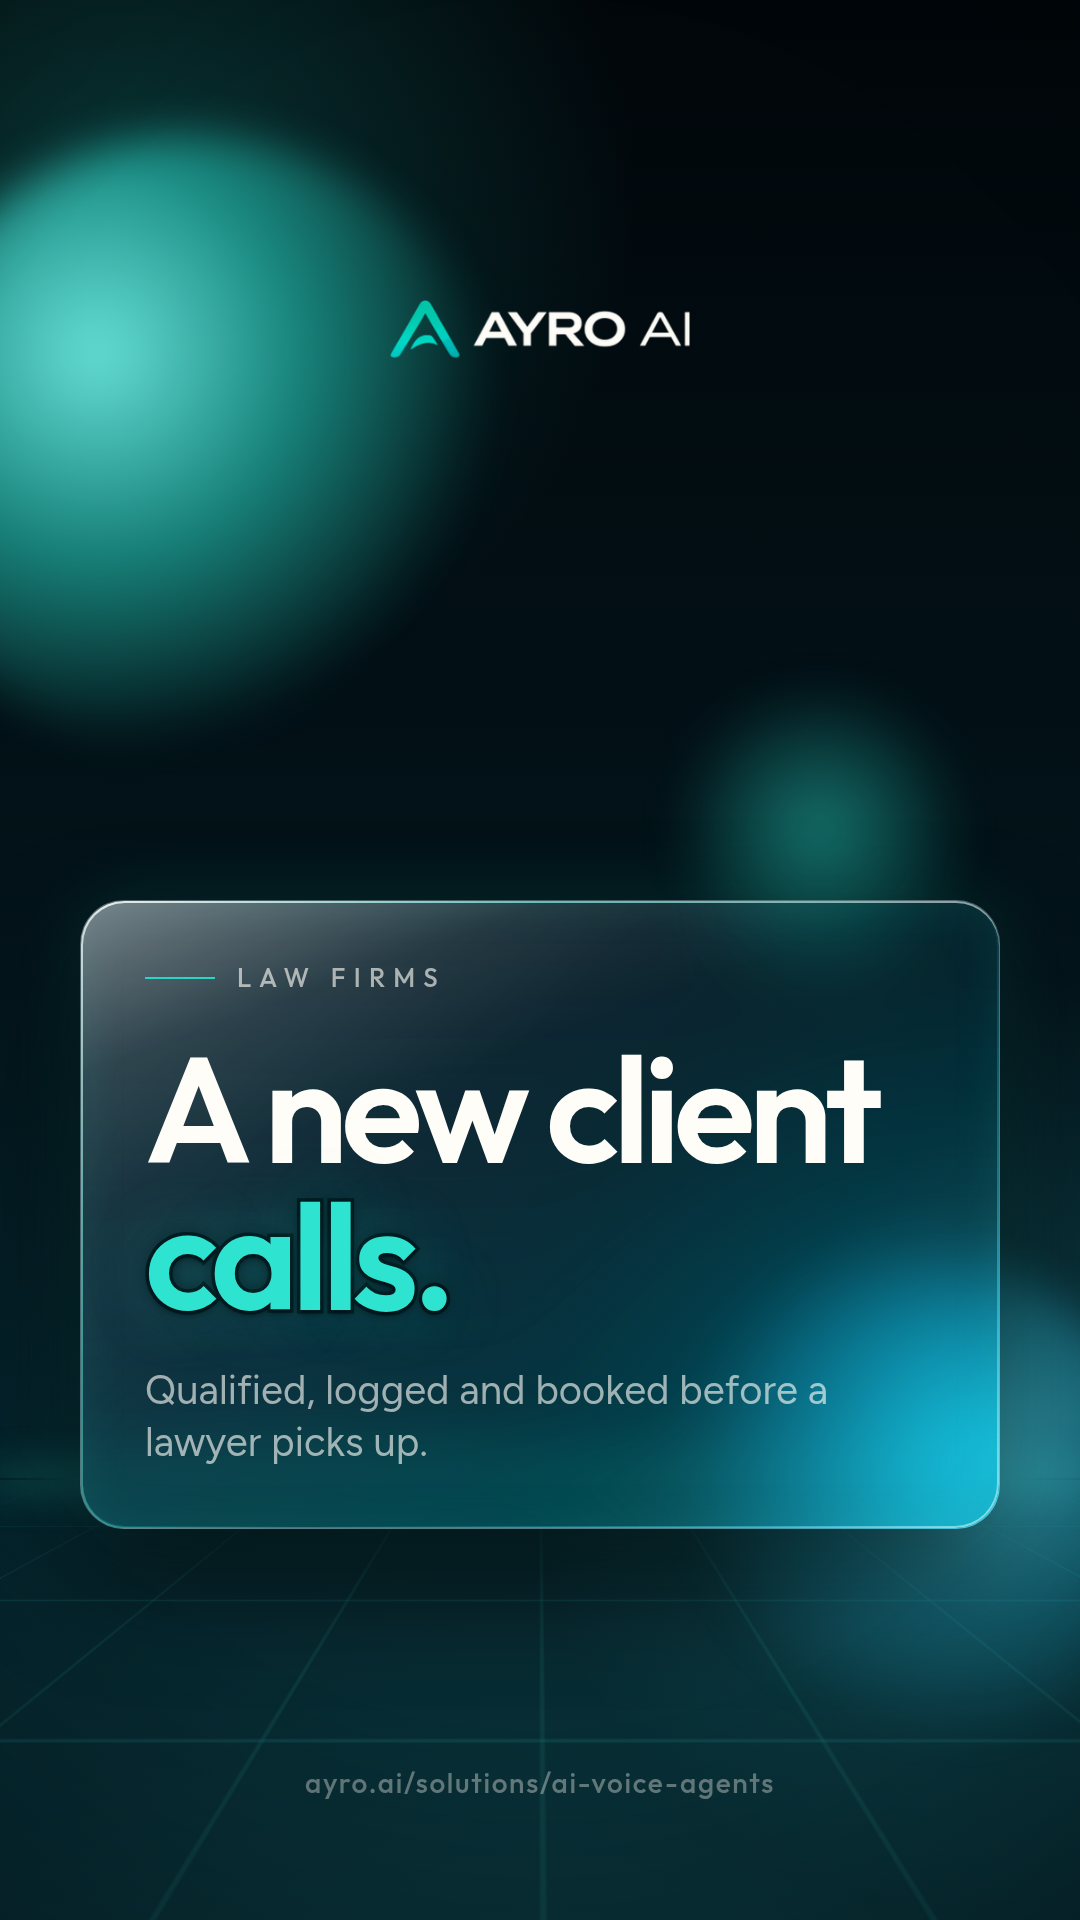 AYRO AI
LAW FIRMS
A new client
calls.
Qualified, logged and booked before a
lawyer picks up.
ayro.ai/solutions/ai-voice-agents